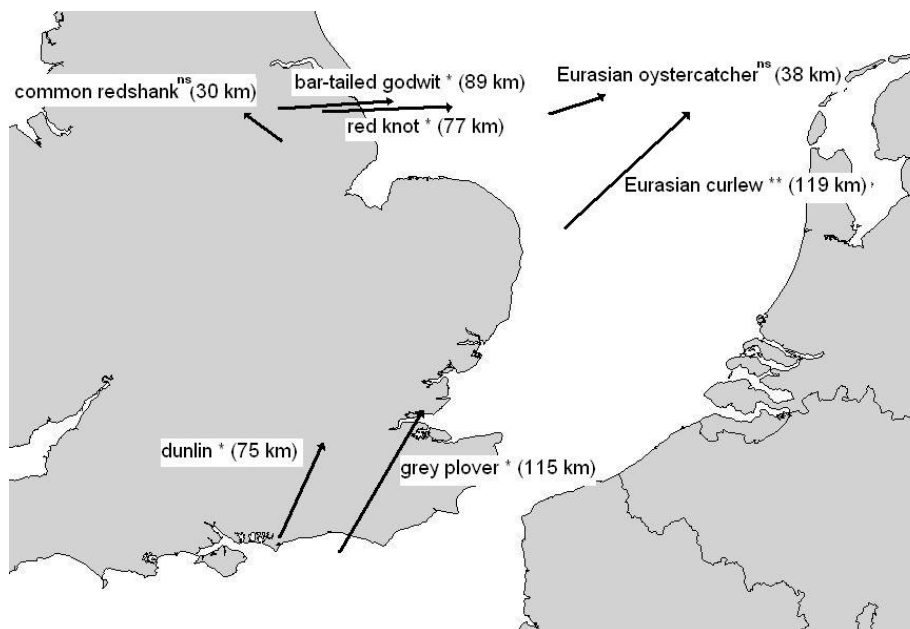 common redshank ns (30 km)
bar-tailed godwit * (89 km)
red knot * (77 km)
Eurasian oystercatcher ns (38 km)
Eurasian curlew ** (119 km)
dunlin * (75 km)
grey plover * (115 km)